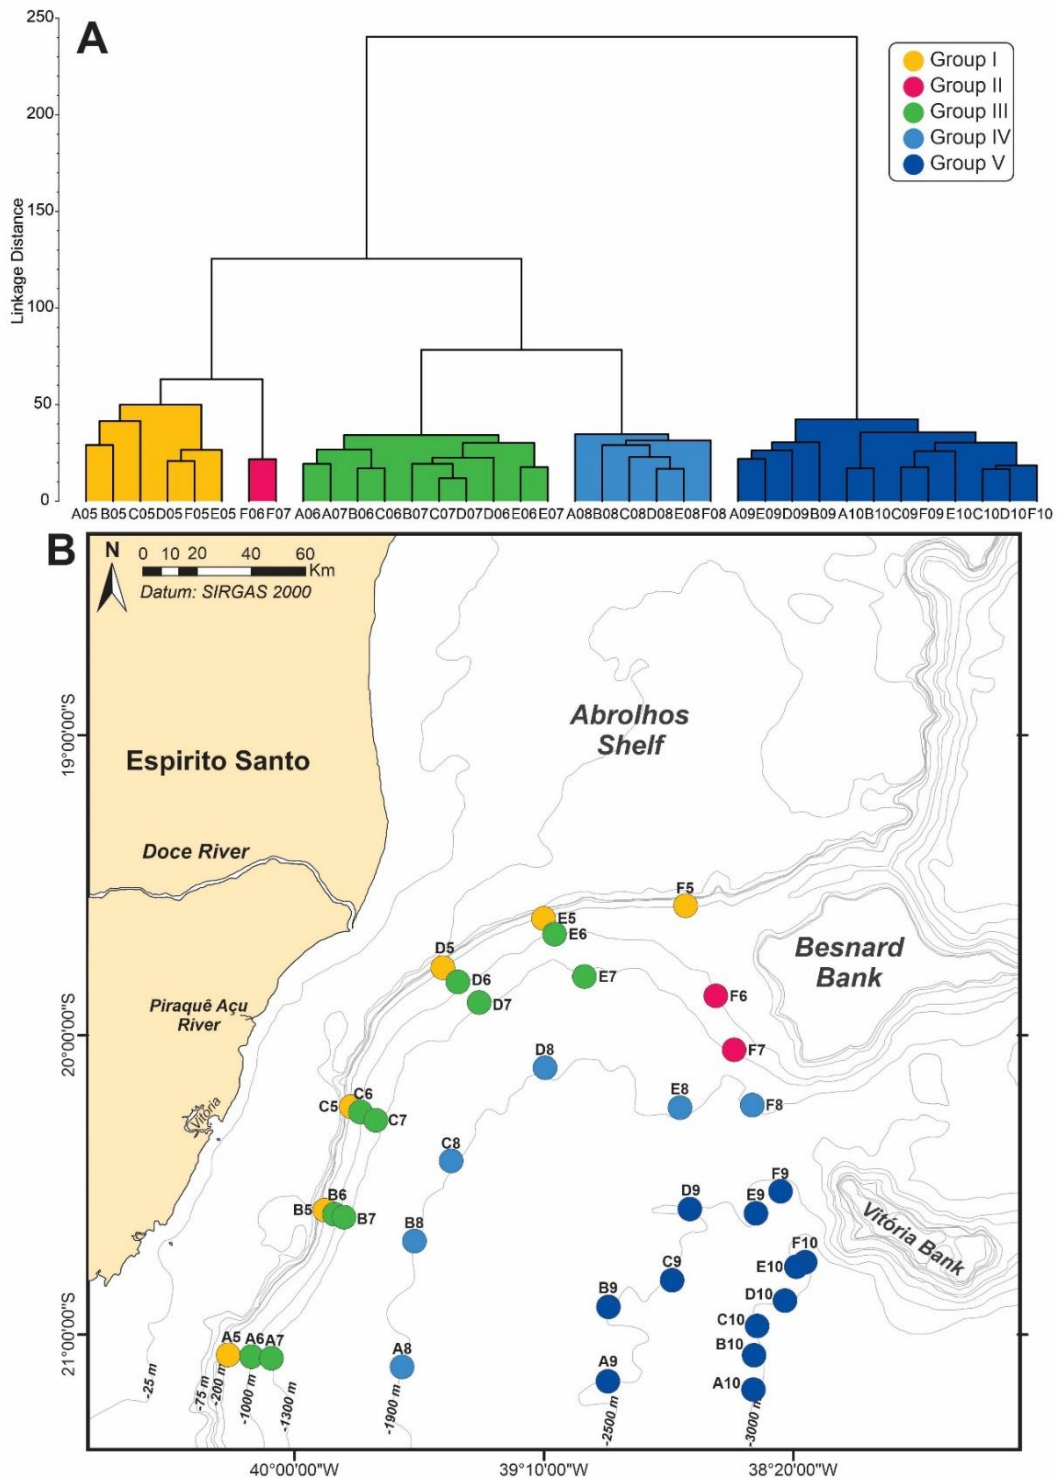 A
250
200
150
100
50
0
Linkage Distance
Group I
Group II
Group III
Group IV
Group V
A05 B05 C05 D05 F05 E05 F06 F07 A06 A07 B06 C06 B07 C07 D07 D06 E06 E07 A08 B08 C08 D08 E08 F08 A09 E09 D09 B09 A10 B10 C09 F09 E10 C10 D10 F10
B
N
0 10 20 40 60
Km
Datum: SIRGAS 2000
19°00'00"S
20°00'00"S
21°00'00"S
Abrolhos
Shelf
Espirito Santo
Doce River
Piraquê Açu
River
Vitória
Besnard
Bank
Vitória Bank
F5
E5
E6
D5
D6
E7
D7
F6
F7
D8
E8
F8
C6
C5
C7
C8
B6
B5
B7
B8
F9
E9
D9
F10
E10
C9
D10
B9
C10
B10
A5 A6 A7
A8
A9
A10
-25 m
-75 m
-200 m
-1000 m
-1300 m
-1900 m
-2500 m
-3000 m
40°00'00"W
39°10'00"W
38°20'00"W